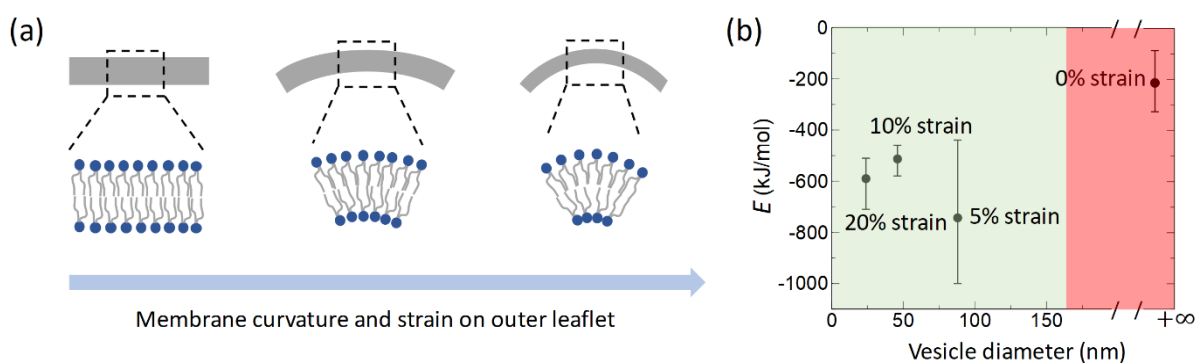 (a)
Membrane curvature and strain on outer leaflet
(b)
0
-200
-400
-600
-800
-1000
E (kJ/mol)
0% strain
10% strain
20% strain
5% strain
0 50 100 150 +∞
Vesicle diameter (nm)